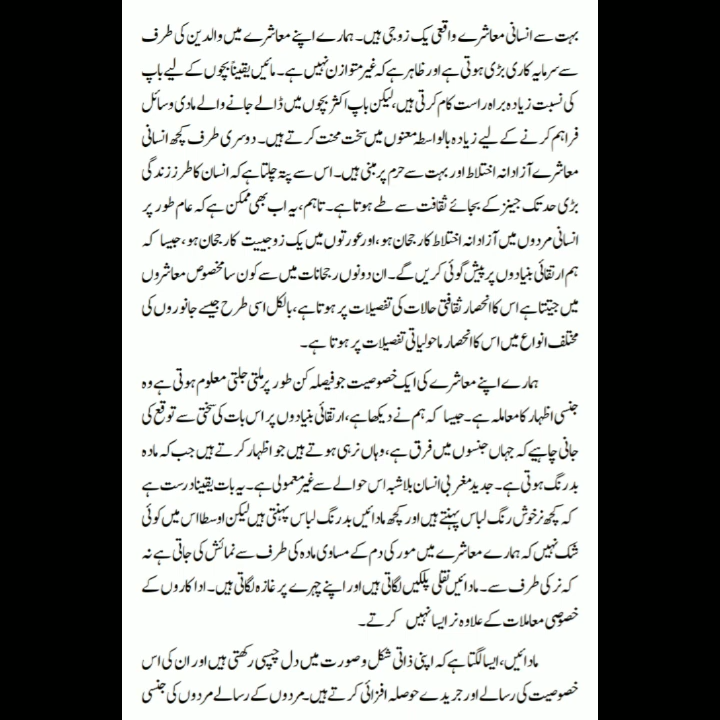 بہت سے انسانی معاشرے واقعی یک زوجی ہیں۔ ہمارے اپنے معاشرے میں والدین کی طرف
سے سرمایہ کاری بڑی ہوتی ہے اور ظاہر ہے کہ غیر متوازن نہیں ہے۔ مائیں یقیناً بچوں کے لیے باپ
کی نسبت زیادہ براہ راست کام کرتی ہیں، لیکن باپ اکثر بچوں میں ڈالے جانے والے مادی وسائل
فراہم کرنے کے لیے زیادہ بالواسطہ معنوں میں سخت محنت کرتے ہیں۔ دوسری طرف کچھ انسانی
معاشرے آزادانہ اختلاط اور بہت سے حرم پر مبنی ہیں۔ اس سے پتہ چلتا ہے کہ انسان کا طرز زندگی
بڑی حد تک جینز کے بجائے ثقافت سے طے ہوتا ہے۔ تاہم، یہ اب بھی ممکن ہے کہ عام طور پر
انسانی مردوں میں آزادانہ اختلاط کا رجحان ہو، اور عورتوں میں یک زوجییت کا رجحان ہو، جیسا کہ
ہم ارتقائی بنیادوں پر پیش گوئی کریں گے۔ ان دونوں رجحانات میں سے کون سا مخصوص معاشروں
میں جیتتا ہے اس کا انحصار ثقافتی حالات کی تفصیلات پر ہوتا ہے، بالکل اسی طرح جیسے جانوروں کی
مختلف انواع میں اس کا انحصار ماحولیاتی تفصیلات پر ہوتا ہے۔
ہمارے اپنے معاشرے کی ایک خصوصیت جو فیصلہ کن طور پر ملتی جلتی معلوم ہوتی ہے وہ
جنسی اظہار کا معاملہ ہے۔ جیسا کہ ہم نے دیکھا ہے، ارتقائی بنیادوں پر اس بات کی سختی سے توقع کی
جانی چاہیے کہ جہاں جنسوں میں فرق ہے، وہاں نر ہی ہوتے ہیں جو اظہار کرتے ہیں جب کہ مادہ
بدرنگ ہوتی ہے۔ جدید مغربی انسان بلاشبہ اس حوالے سے غیر معمولی ہے۔ یہ بات یقینا درست ہے
کہ کچھ نر خوش رنگ لباس پہنتے ہیں اور کچھ مادائیں بدرنگ لباس پہنتی ہیں لیکن اوسطا اس میں کوئی
شک نہیں کہ ہمارے معاشرے میں مور کی دم کے مساوی مادہ کی طرف سے نمائش کی جاتی ہے نہ
کہ نر کی طرف سے۔ مادائیں نقلی پلکیں لگاتی ہیں اور اپنے چہرے پر غازہ لگاتی ہیں۔ اداکاروں کے
خصوصی معاملات کے علاوہ نر ایسا نہیں کرتے۔
مادائیں، ایسا لگتا ہے کہ اپنی ذاتی شکل و صورت میں دل چسپی رکھتی ہیں اور ان کی اس
خصوصیت کی رسالے اور جریدے حوصلہ افزائی کرتے ہیں۔ مردوں کے رسالے مردوں کی جنسی